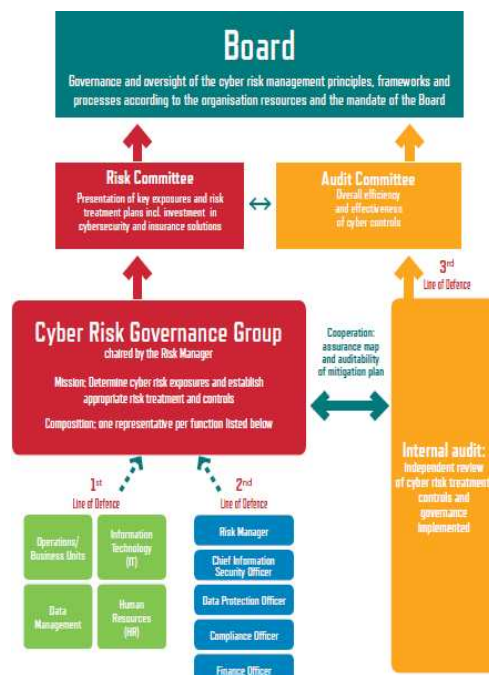 Board
Governance and oversight of the cyber risk management principles, frameworks and
processes according to the organisation resources and the mandate of the Board
Risk Committee
Presentation of key exposures and risk
treatment plans incl. investment in
cybersecurity and insurance solutions
Audit Committee
Overall efficiency
and effectiveness
of cyber controls
3rd
Line of Defence
Cyber Risk Governance Group
chaired by the Risk Manager
Mission: Determine cyber risk exposures and establish
appropriate risk treatment and controls
Composition: one representative per function listed below
Cooperation:
assurance map
and auditability
of mitigation plan
Internal audit:
Independent review
of cyber risk treatment
controls and
governance
implemented
1st
Line of Defence
2nd
Line of Defence
Operations/
Business Units
Information
Technology
(IT)
Data
Management
Human
Resources
(HR)
Risk Manager
Chief Information
Security Officer
Data Protection Officer
Compliance Officer
Finance Officer